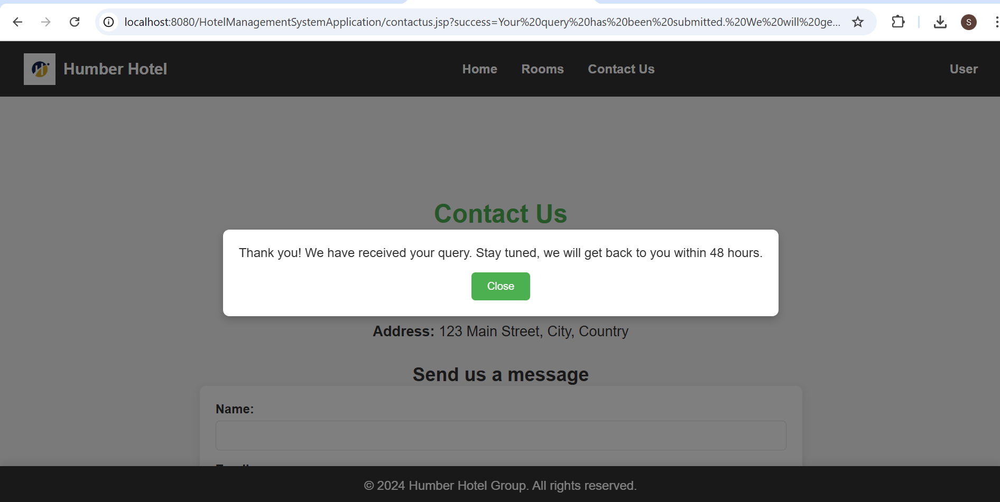 localhost:8080/HotelManagementSystemApplication/contactus.jsp?success=Your%20query%20has%20been%20submitted.%20We%20will%20ge...
S
Humber Hotel
Home
Rooms
Contact Us
User
Contact Us
Thank you! We have received your query. Stay tuned, we will get back to you within 48 hours.
Close
Address: 123 Main Street, City, Country
Send us a message
Name:
© 2024 Humber Hotel Group. All rights reserved.